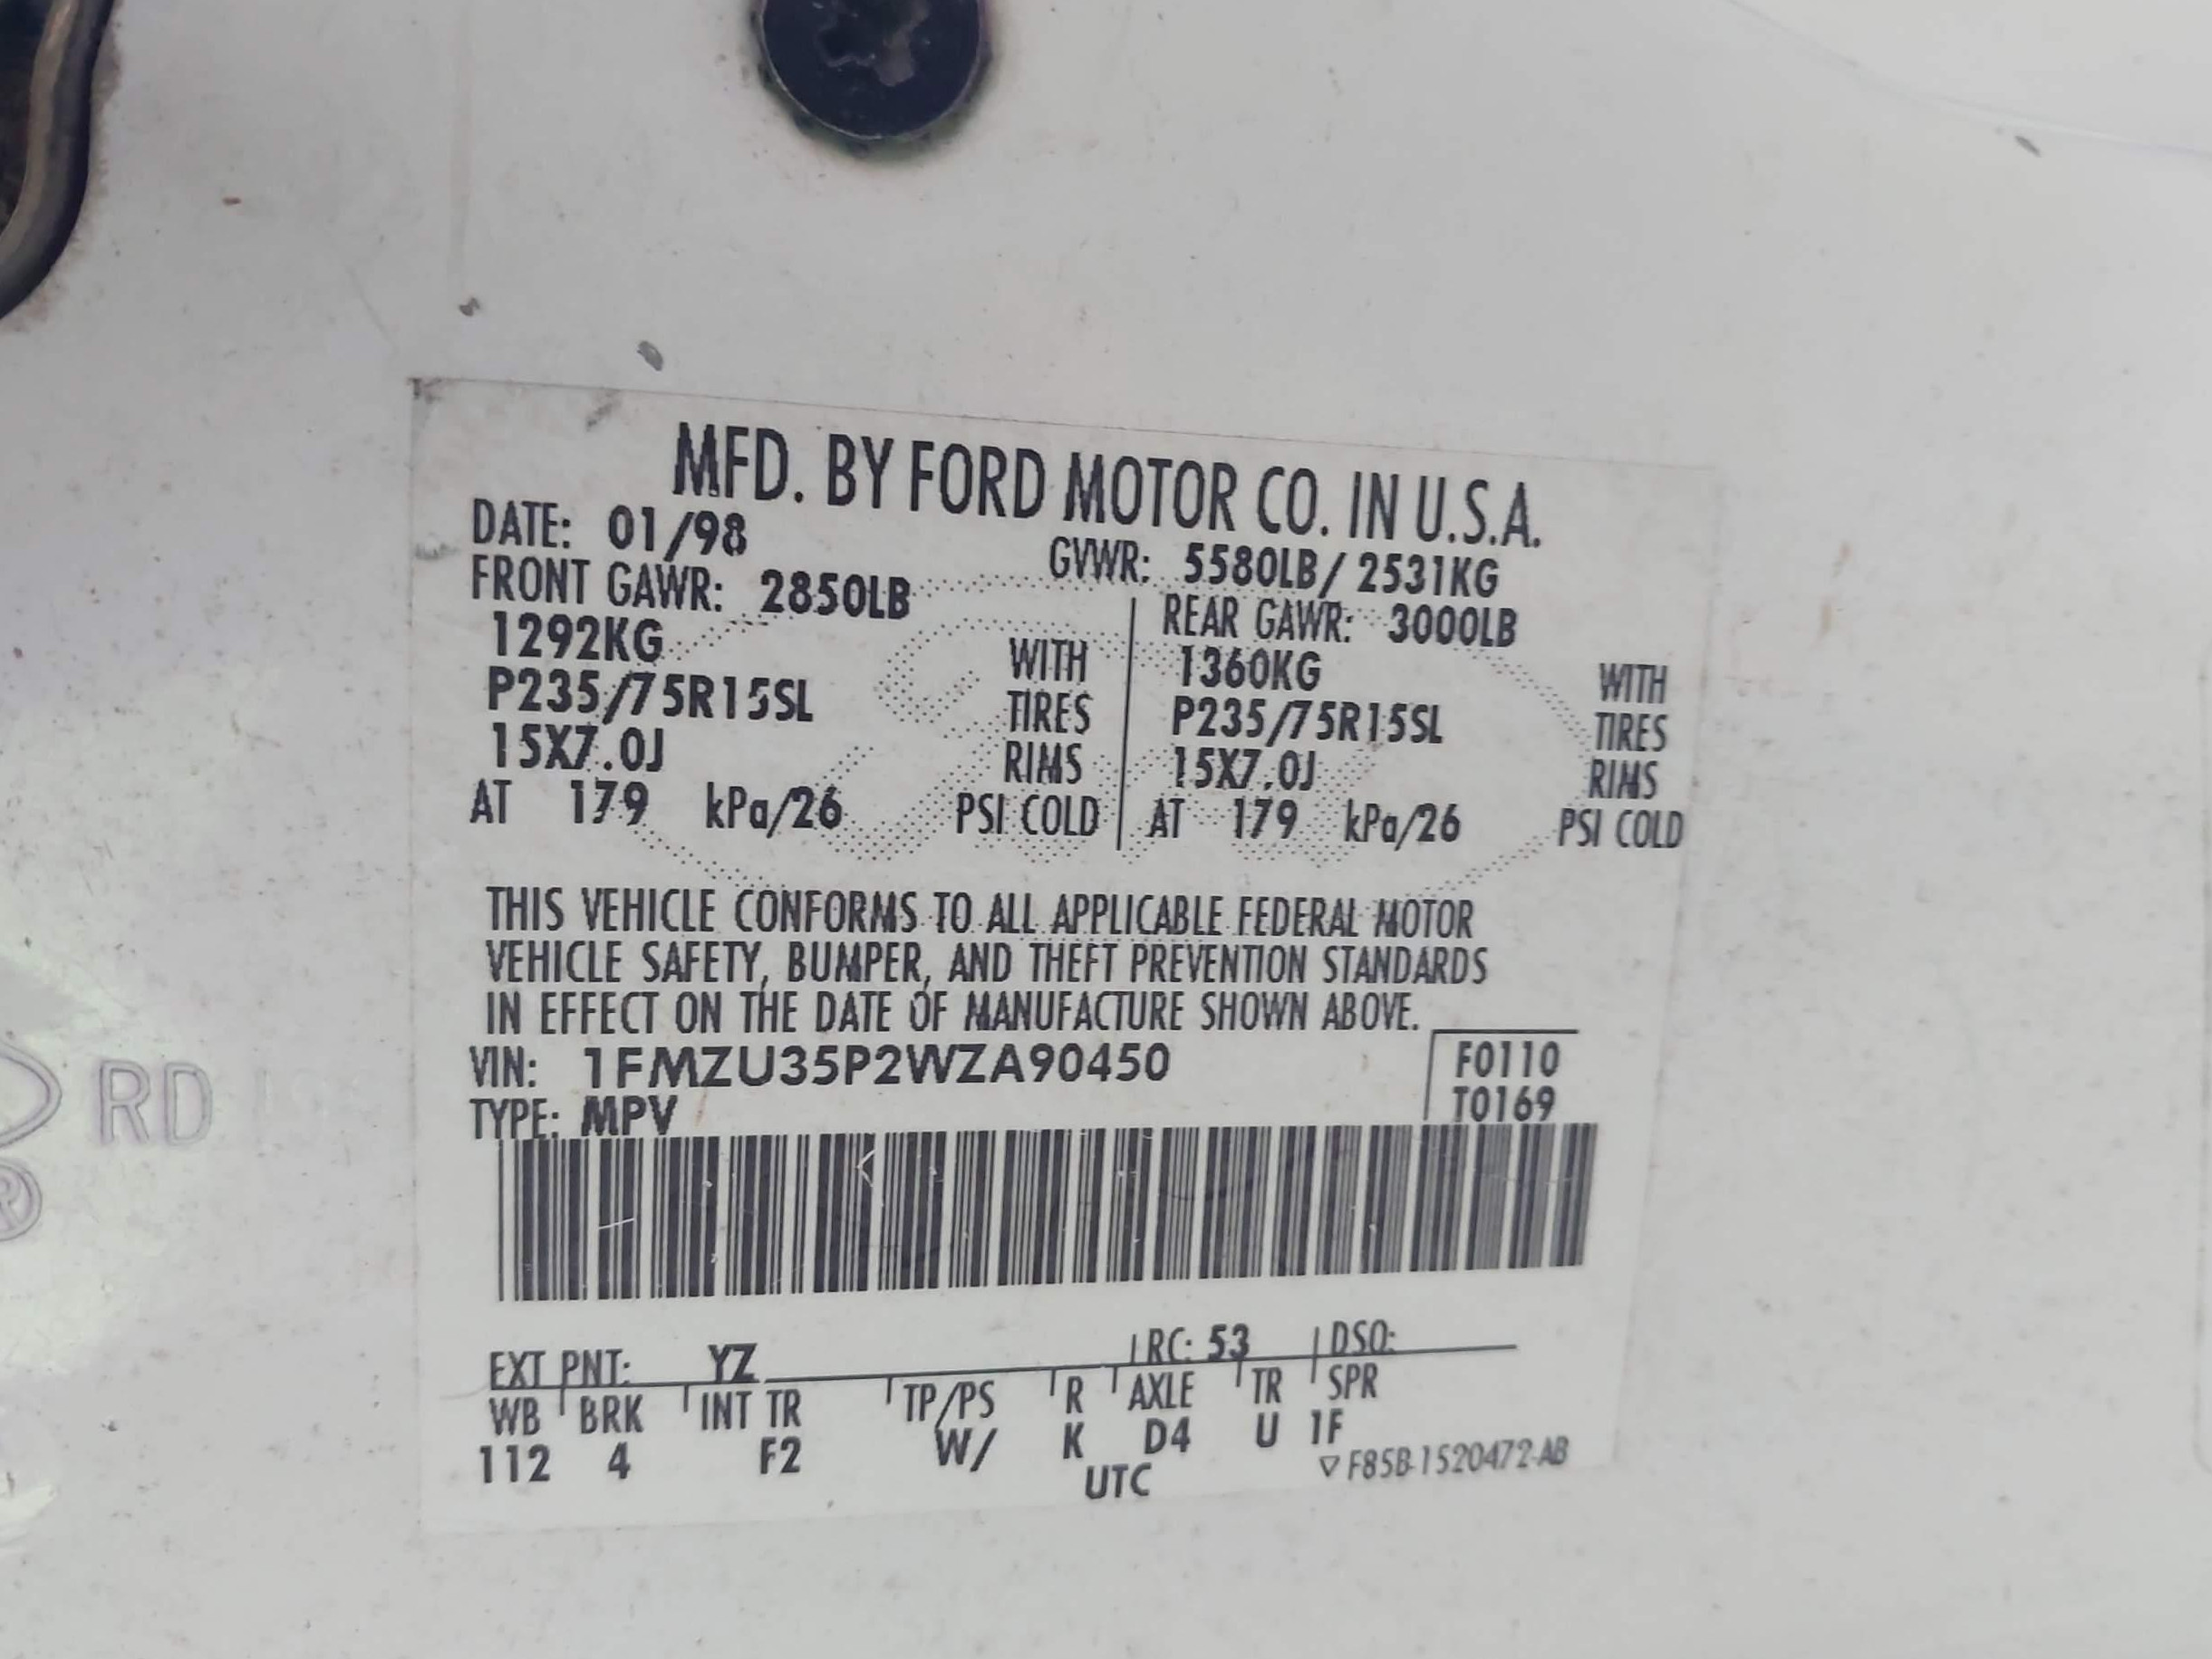 MFD. BY FORD MOTOR CO. IN U.S.A.
DATE: 01/98 GVWR: 5580LB/ 2531KG
FRONT GAWR: 2850LB REAR GAWR: 3000LB
1292KG WITH 1360KG WITH
P235/75R15SL TIRES P235/75R15SL TIRES
15X7.0J RIMS 15X7.0J RIMS
AT 179 kPa/26 PSI COLD AT 179 kPa/26 PSI COLD
THIS VEHICLE CONFORMS TO ALL APPLICABLE FEDERAL MOTOR
VEHICLE SAFETY, BUMPER, AND THEFT PREVENTION STANDARDS
IN EFFECT ON THE DATE OF MANUFACTURE SHOWN ABOVE.
VIN: 1FMZU35P2WZA90450 F0110
TYPE: MPV T0169
RD
®
EXT PNT: YZ RC: 53 DSO:
WB BRK INT TR TP/PS R AXLE TR SPR
112 4 F2 W/ K D4 U 1F
UTC ▽ F85B-1520472-AB